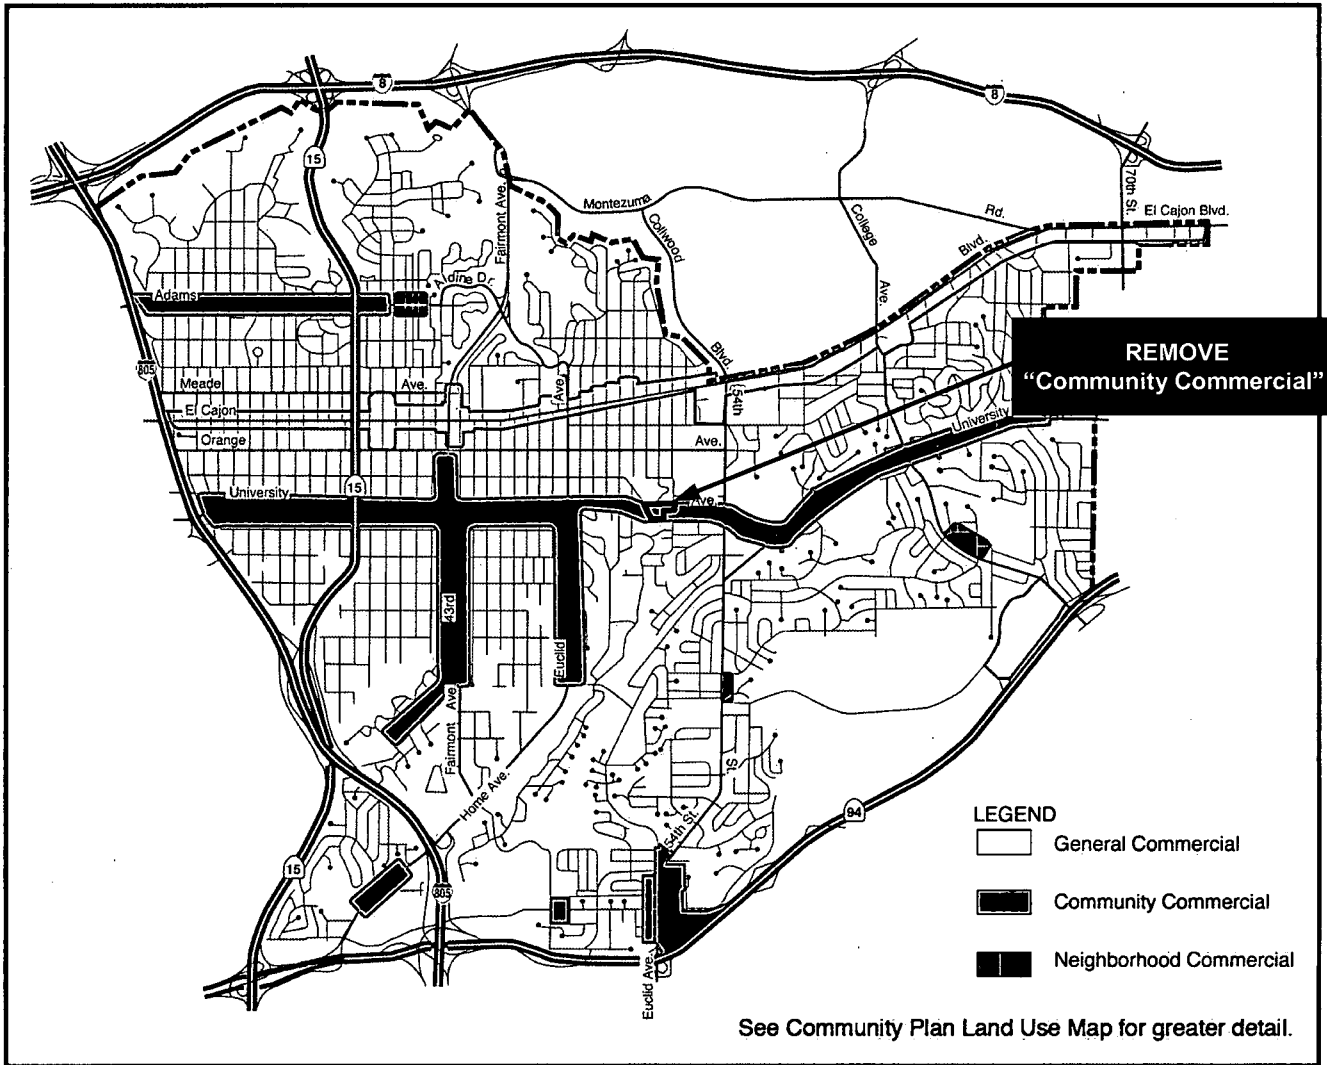 8
8
15
70th St.
Fairmont Ave.
Montezuma
Rd.
El Cajon Blvd.
Collwood
College
Blvd.
Aldine Dr.
Ave.
Adams
Blvd.
REMOVE
“Community Commercial”
805
Meade
Ave.
Ave.
54th
El Cajon
University
Orange
Ave.
15
University
Ave.
43rd
Euclid
Fairmont Ave.
St.
Home Ave.
54th St.
94
LEGEND
General Commercial
15
805
Community Commercial
Neighborhood Commercial
Euclid Ave.
See Community Plan Land Use Map for greater detail.